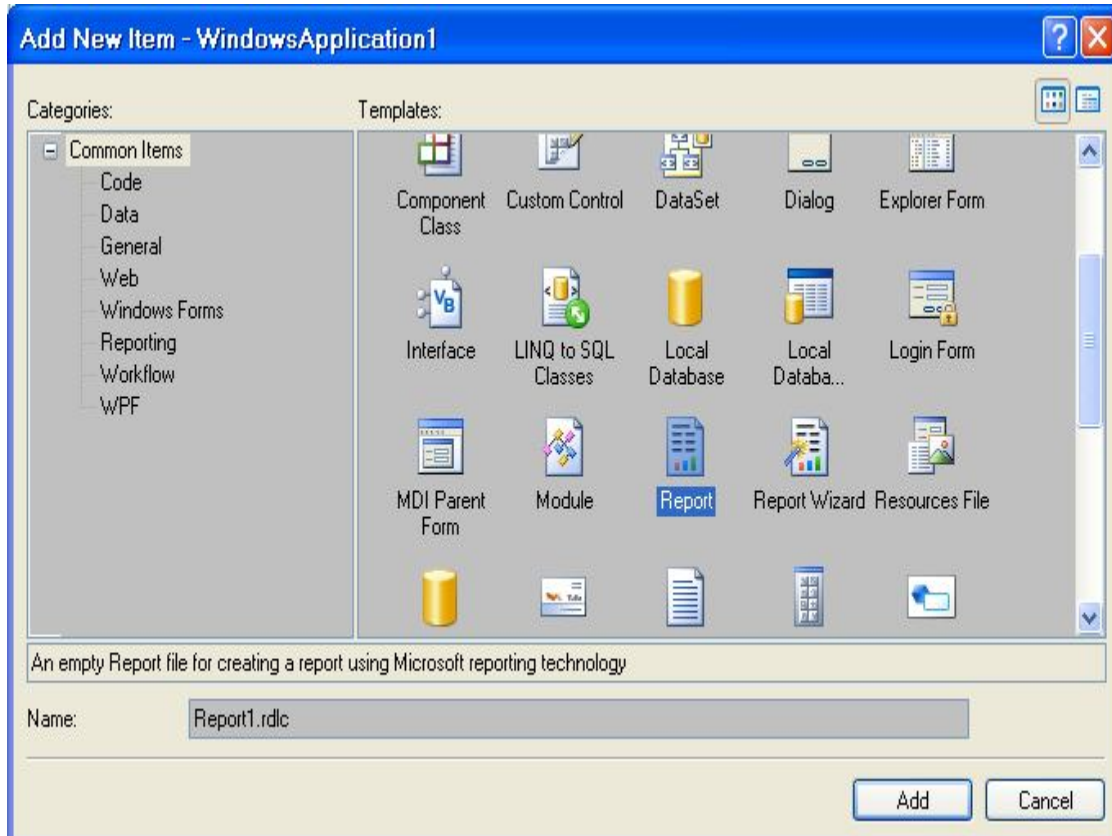 Add New Item - WindowsApplication1
Categories:
Templates:
Common Items
Code
Data
General
Web
Windows Forms
Reporting
Workflow
WPF
Component Class
Custom Control
DataSet
Dialog
Explorer Form
Interface
LINQ to SQL Classes
Local Database
Local Databa...
Login Form
MDI Parent Form
Module
Report
Report Wizard
Resources File
An empty Report file for creating a report using Microsoft reporting technology
Name:
Report1.rdlc
Add
Cancel